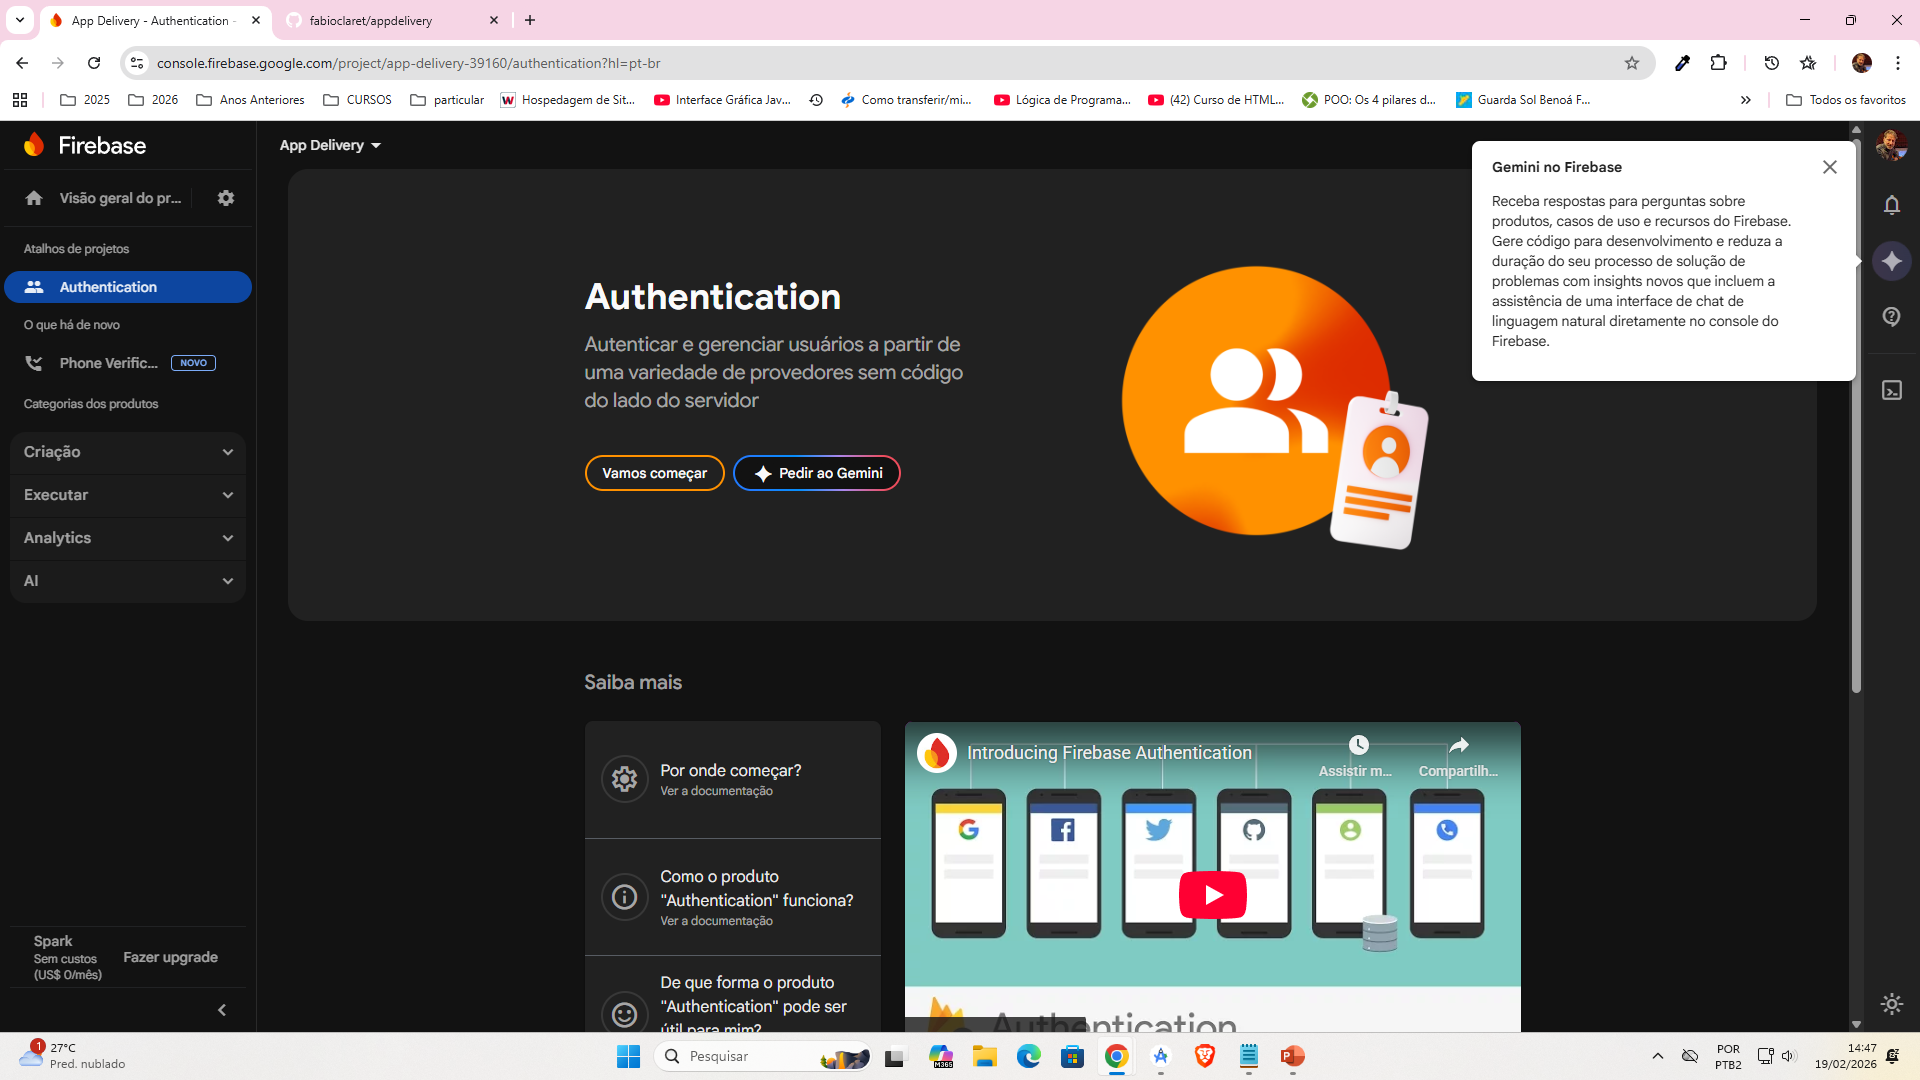 App Delivery - Authentication -
fabioclaret/appdelivery
console.firebase.google.com/project/app-delivery-39160/authentication?hl=pt-br
2025
2026
Anos Anteriores
CURSOS
particular
Hospedagem de Sit...
Interface Gráfica Jav...
Como transferir/mi...
Lógica de Programa...
(42) Curso de HTML...
POO: Os 4 pilares d...
Guarda Sol Benoá F...
Todos os favoritos
Firebase
Visão geral do pr...
Atalhos de projetos
Authentication
O que há de novo
Phone Verific...
NOVO
Categorias dos produtos
Criação
Executar
Analytics
AI
Spark
Sem custos
(US$ 0/mês)
Fazer upgrade
App Delivery
Authentication
Autenticar e gerenciar usuários a partir de
uma variedade de provedores sem código
do lado do servidor
Vamos começar
Pedir ao Gemini
Gemini no Firebase
Receba respostas para perguntas sobre
produtos, casos de uso e recursos do Firebase.
Gere código para desenvolvimento e reduza a
duração do seu processo de solução de
problemas com insights novos que incluem a
assistência de uma interface de chat de
linguagem natural diretamente no console do
Firebase.
Saiba mais
Por onde começar?
Ver a documentação
Como o produto
"Authentication" funciona?
Ver a documentação
De que forma o produto
"Authentication" pode ser
útil para mim?
Introducing Firebase Authentication
Assistir m...
Compartilh...
Authentication
1
27°C
Pred. nublado
Pesquisar
M365
POR
PTB2
14:47
19/02/2026